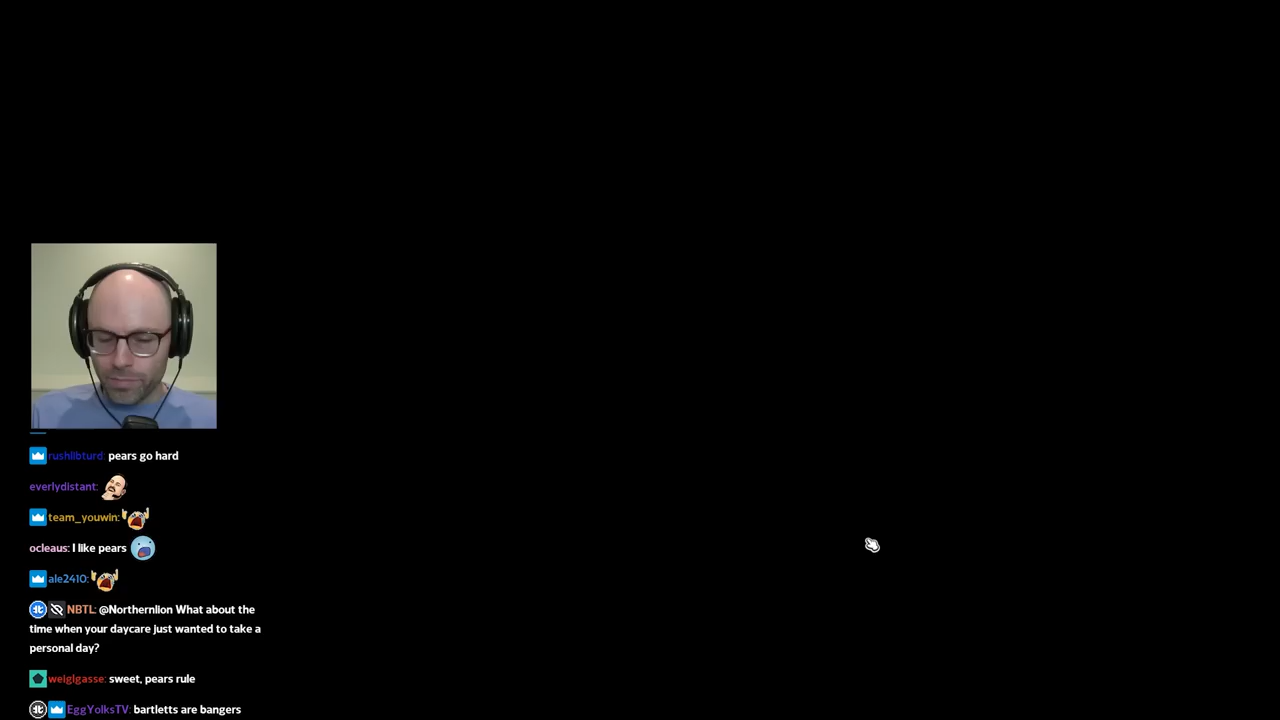 rushlibturd: pears go hard
everlydistant:
team_youwin:
ocleaus: I like pears
ale2410:
NBTL: @Northernlion What about the
time when your daycare just wanted to take a
personal day?
weiglgasse: sweet, pears rule
EggYolksTV: bartletts are bangers